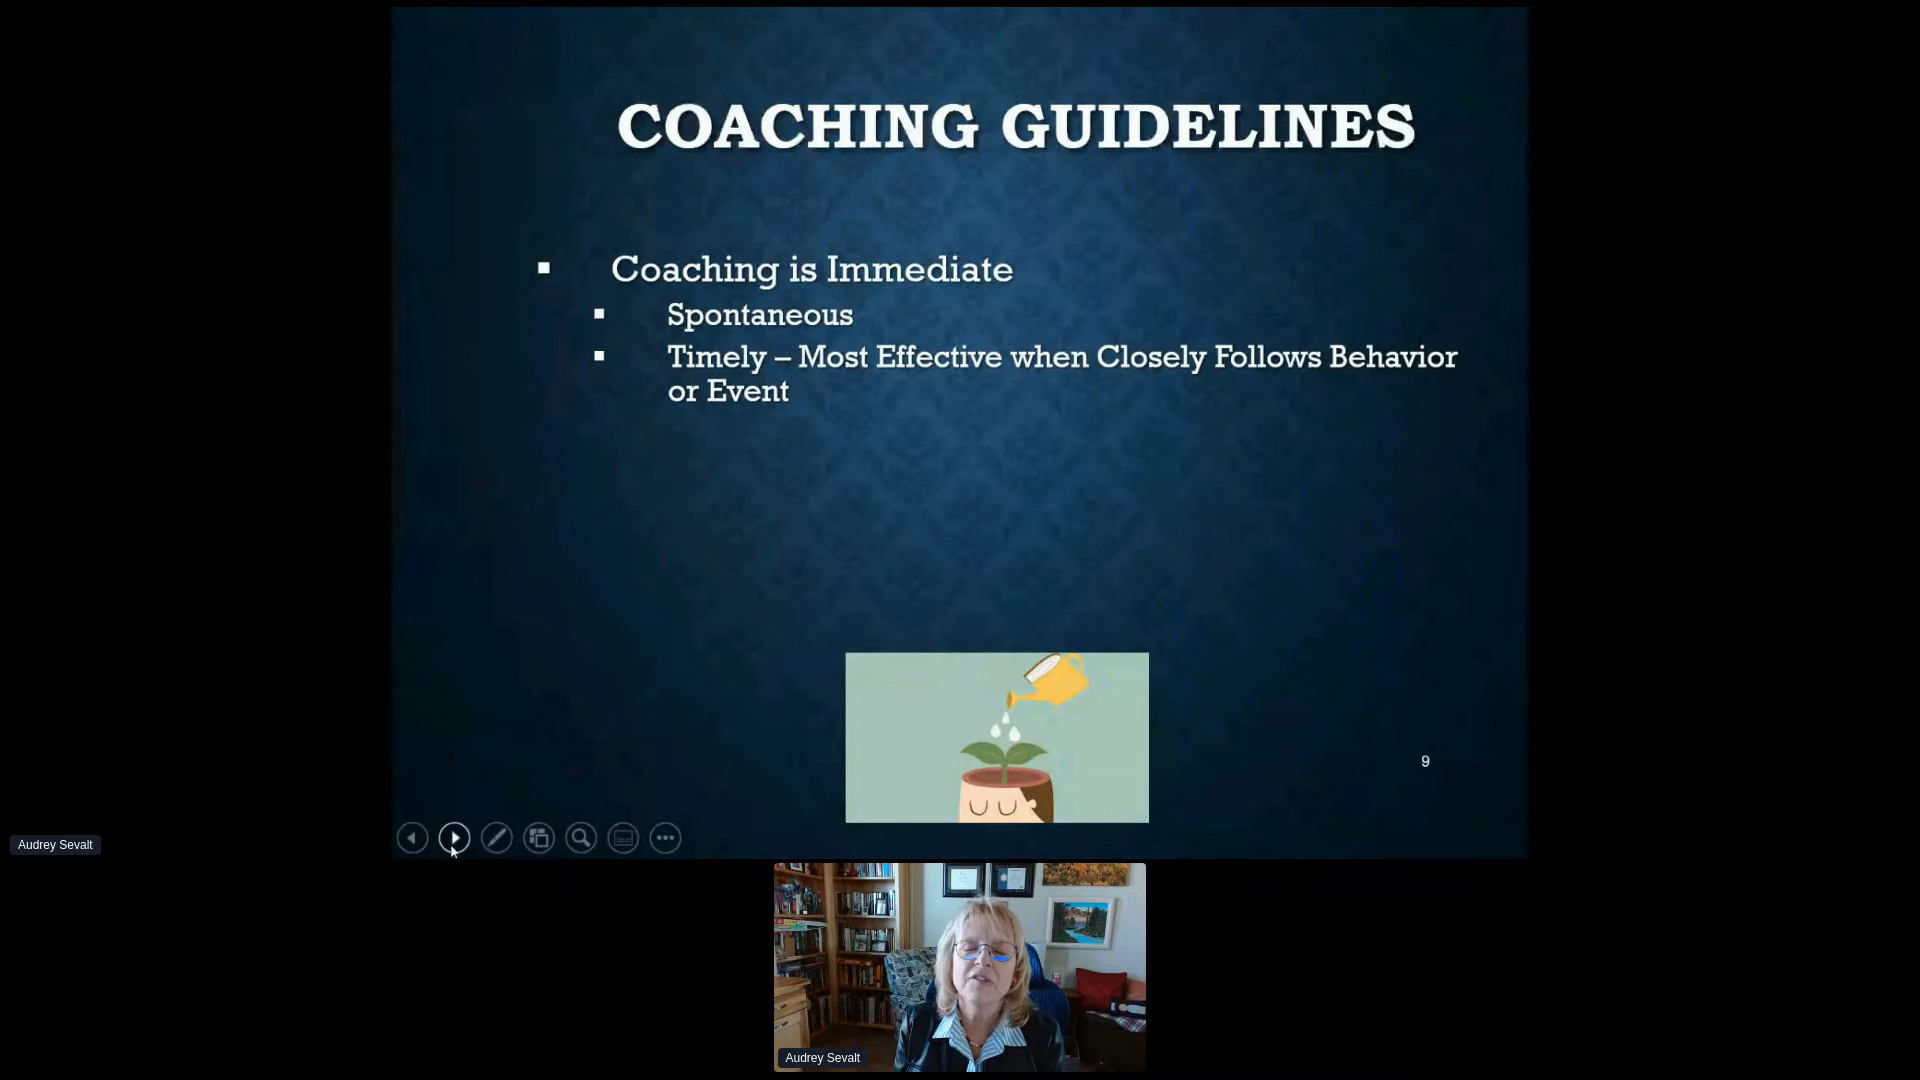 COACHING GUIDELINES
Coaching is Immediate
Spontaneous
Timely – Most Effective when Closely Follows Behavior
or Event
9
Audrey Sevalt
Audrey Sevalt